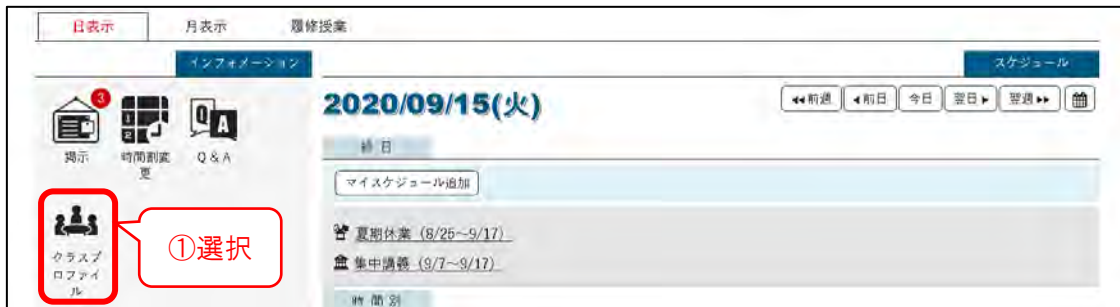 日表示
月表示
履修授業
インフォメーション
スケジュール
3
掲示
時間割変
更
Q
A
Q & A
クラスプ
ロファイ
ル
①選択
2020/09/15(火)
◂◂前週
◂前日
今日
翌日▸
翌週▸▸
終日
マイスケジュール追加
夏期休業 (8/25~9/17)
集中講義 (9/7~9/17)
時間別